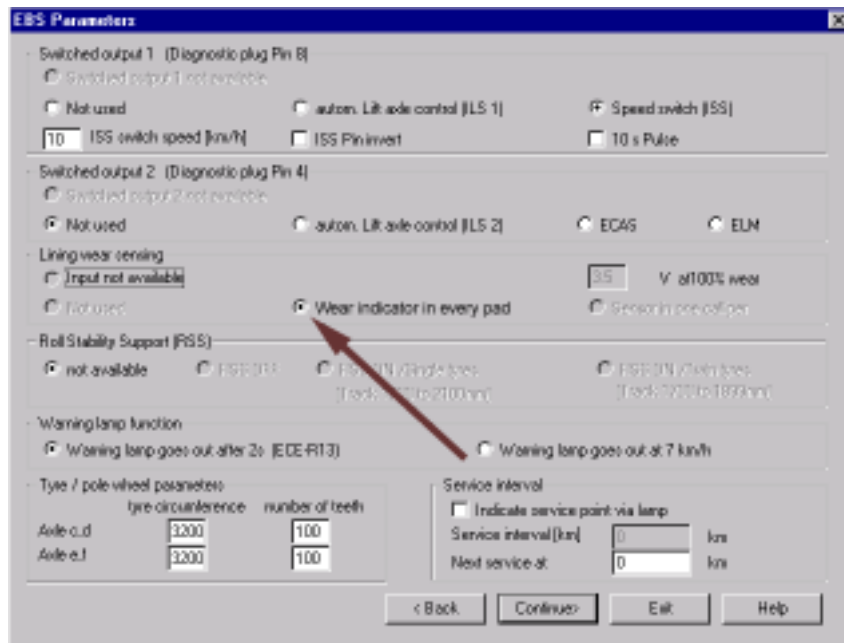 EBS Parameters
Switched output 1 (Diagnostic plug Pin 8)
Switched output 1 not available
Not used autom. Lift axle control (ILS 1) Speed switch (ISS)
10 ISS switch speed [km/h] ISS Pin invert 10 s Pulse
Switched output 2 (Diagnostic plug Pin 4)
Switched output 2 not available
Not used autom. Lift axle control (ILS 2) ECAS ELM
Lining wear sensing
Input not available 3.5 V at100% wear
Not used Wear indicator in every pad Sensor in one caliper
Roll Stability Support (RSS)
not available
Warning lamp function
Warning lamp goes out after 2s (ECE-R13) Warning lamp goes out at 7 km/h
Tyre / pole wheel parameters Service interval
tyre circumference number of teeth Indicate service point via lamp
Axle c,d 3200 100 Service interval [km] 0 km
Axle e,f 3200 100 Next service at 0 km
< Back Continue> Exit Help